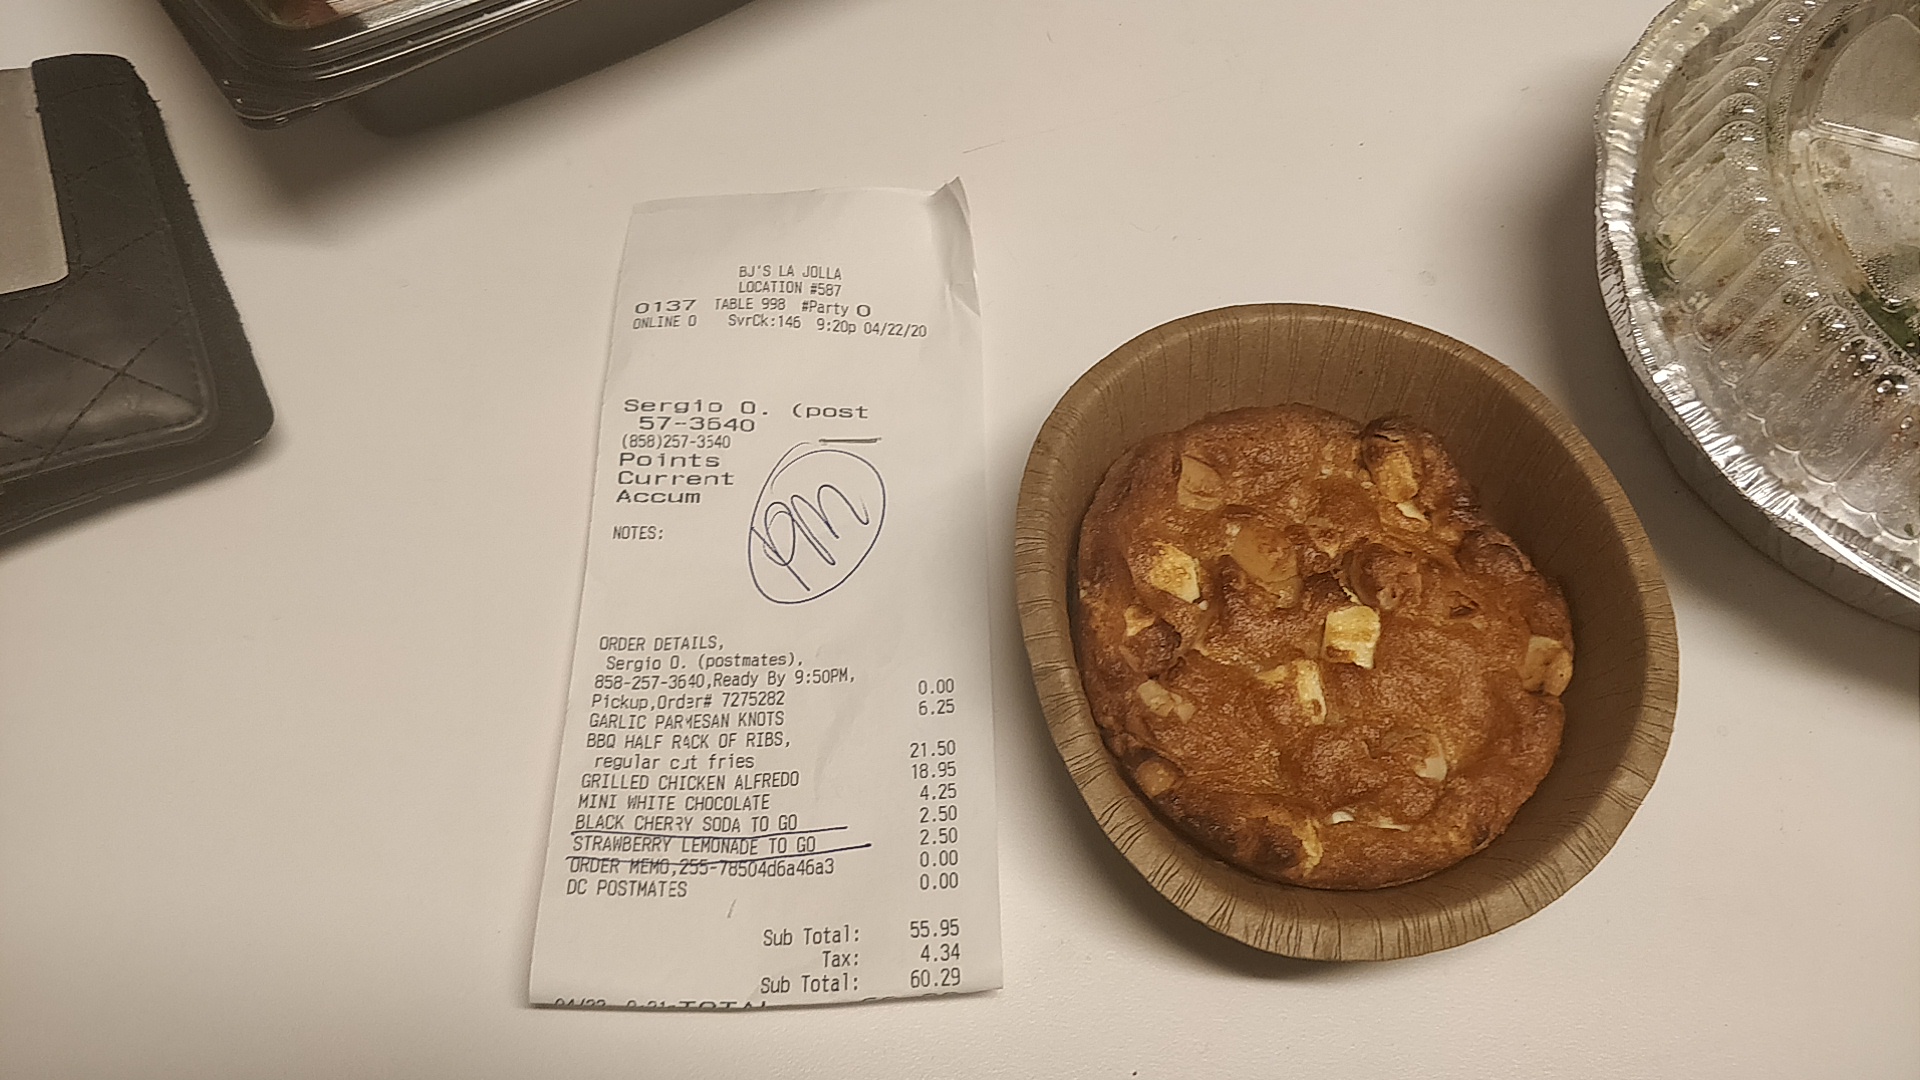 BJ'S LA JOLLA
LOCATION #587
0137 TABLE 998 #Party 0
ONLINE O SvrCk:146 9:20p 04/22/20
Sergio O. (post
57-3640
(858)257-3540
Points
Current
Accum
PM
NOTES:
ORDER DETAILS,
Sergio O. (postmates),
858-257-3640,Ready By 9:50PM,
Pickup,Order# 7275282 0.00
GARLIC PARMESAN KNOTS 6.25
BBQ HALF RACK OF RIBS,
regular cut fries 21.50
GRILLED CHICKEN ALFREDO 18.95
MINI WHITE CHOCOLATE 4.25
BLACK CHERRY SODA TO GO 2.50
STRAWBERRY LEMONADE TO GO 2.50
ORDER MEMO,255-78504d6a46a3 0.00
DC POSTMATES 0.00
Sub Total: 55.95
Tax: 4.34
Sub Total: 60.29
TOTAL